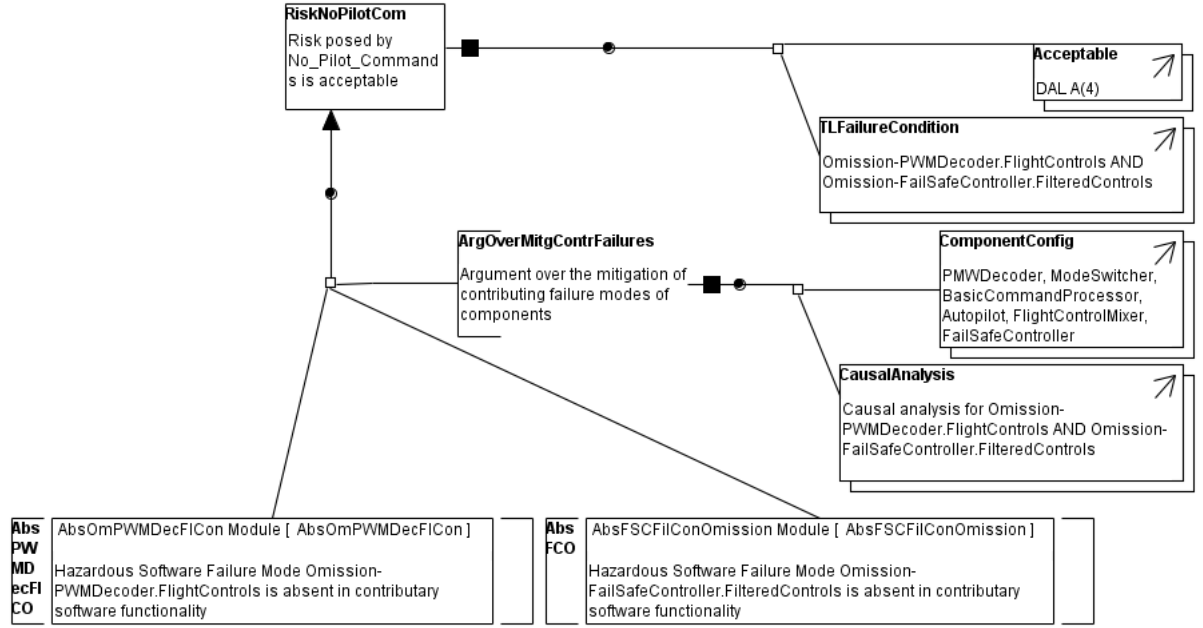 RiskNoPilotCom
Risk posed by
No_Pilot_Command
s is acceptable
Acceptable
DAL A(4)
TLFailureCondition
Omission-PWMDecoder.FlightControls AND
Omission-FailSafeController.FilteredControls
ArgOverMitgContrFailures
Argument over the mitigation of
contributing failure modes of
components
ComponentConfig
PMWDecoder, ModeSwitcher,
BasicCommandProcessor,
Autopilot, FlightControlMixer,
FailSafeController
CausalAnalysis
Causal analysis for Omission-
PWMDecoder.FlightControls AND Omission-
FailSafeController.FilteredControls
Abs
PW
MD
ecFl
CO
AbsOmPWMDecFlCon Module [ AbsOmPWMDecFlCon ]
Hazardous Software Failure Mode Omission-
PWMDecoder.FlightControls is absent in contributary
software functionality
Abs
FCO
AbsFSCFilConOmission Module [ AbsFSCFilConOmission ]
Hazardous Software Failure Mode Omission-
FailSafeController.FilteredControls is absent in contributary
software functionality